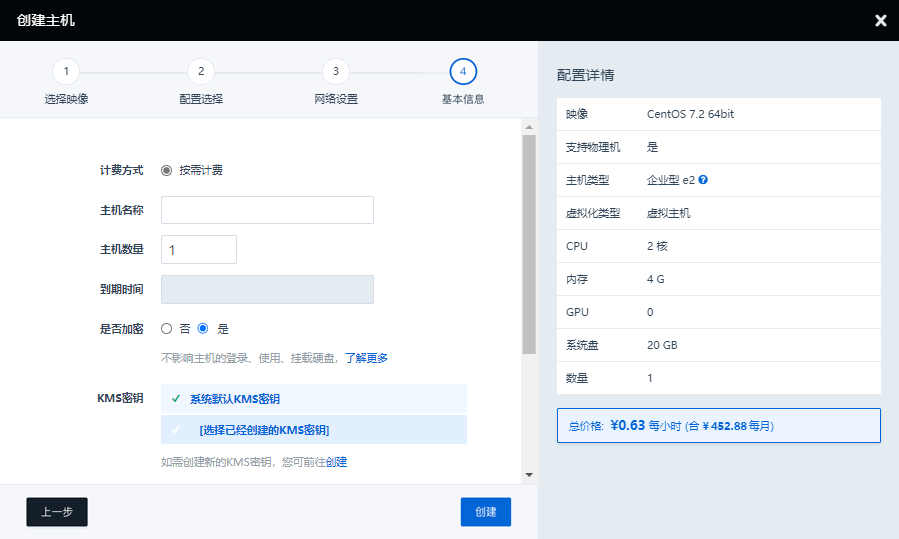 创建主机
1 2 3 4
选择映像 配置选择 网络设置 基本信息
计费方式 按需计费
主机名称
主机数量 1
到期时间
是否加密 否 是
不影响主机的登录、使用、挂载硬盘，了解更多
KMS密钥 系统默认KMS密钥
[选择已经创建的KMS密钥]
如需创建新的KMS密钥，您可前往创建
上一步 创建
配置详情
映像 CentOS 7.2 64bit
支持物理机 是
主机类型 企业型 e2
虚拟化类型 虚拟主机
CPU 2 核
内存 4 G
GPU 0
系统盘 20 GB
数量 1
总价格: ¥0.63 每小时 (合 ¥ 452.88 每月)